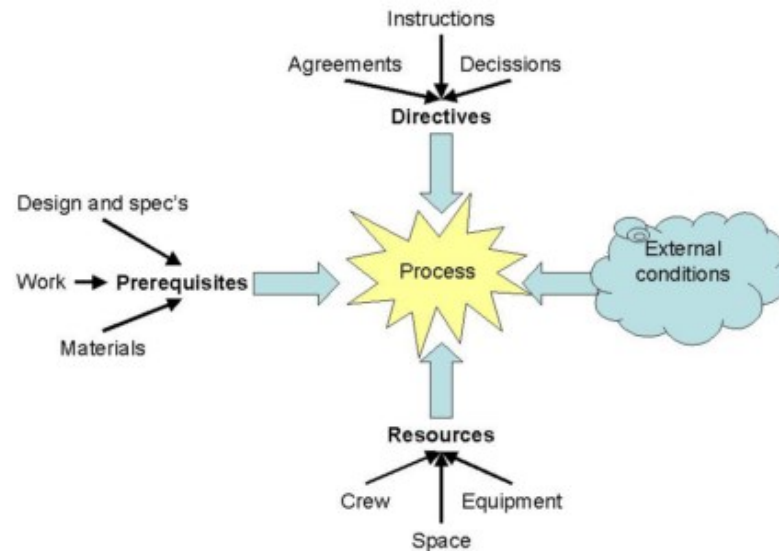 Instructions
Agreements
Decissions
Directives
Design and spec's
Work
Prerequisites
Materials
Process
External
conditions
Resources
Crew
Equipment
Space